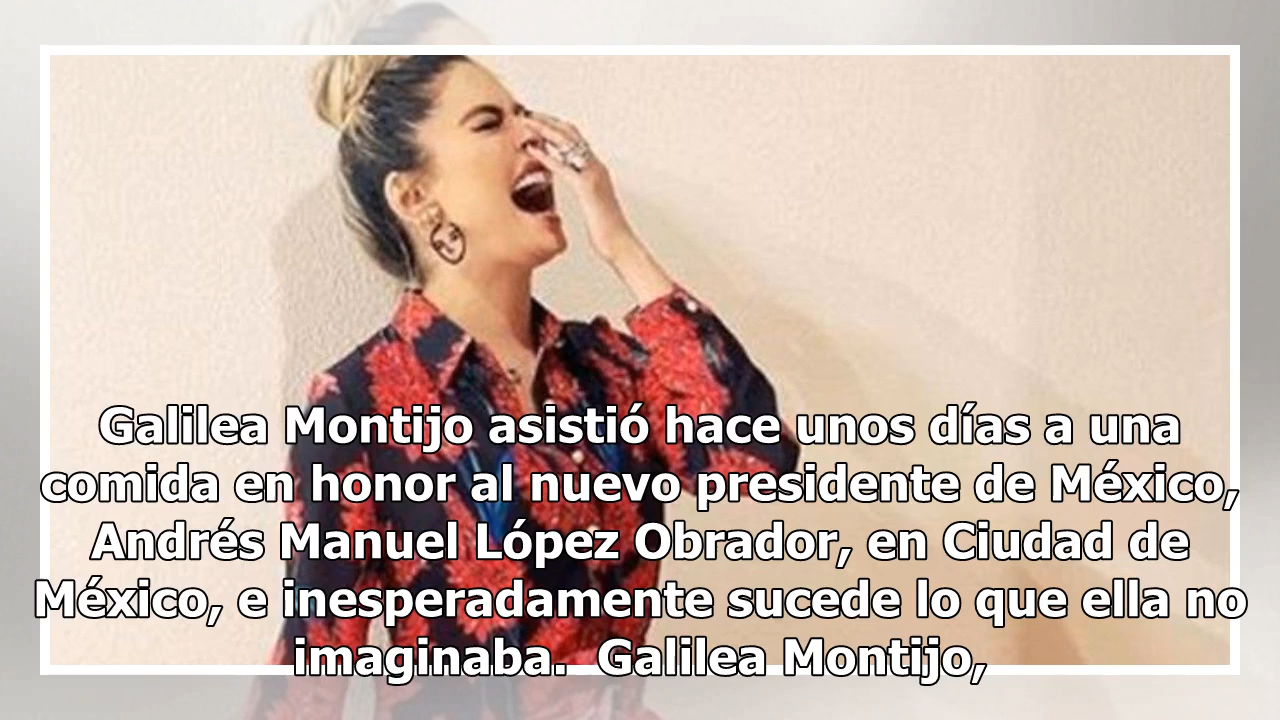 Galilea Montijo asistió hace unos días a una
comida en honor al nuevo presidente de México,
Andrés Manuel López Obrador, en Ciudad de
México, e inesperadamente sucede lo que ella no
imaginaba.  Galilea Montijo,